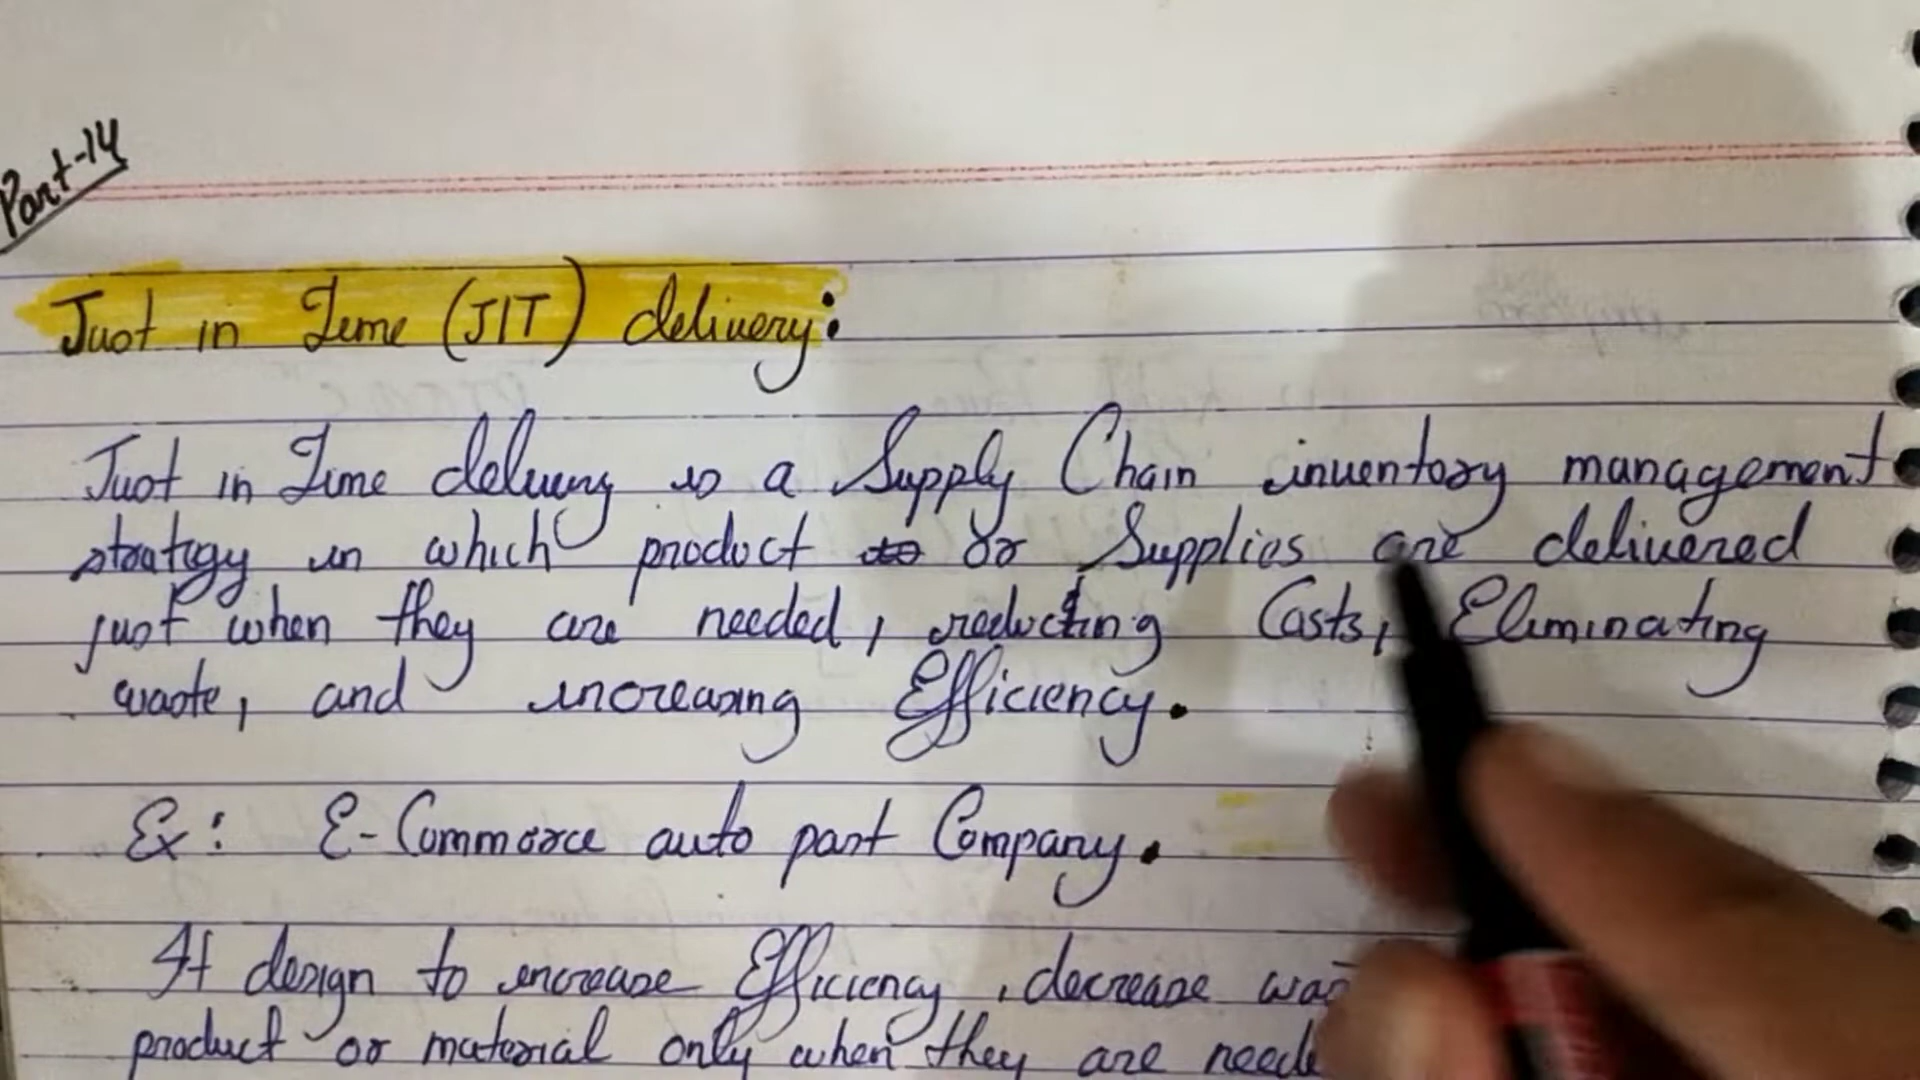 Part-14
Just in Time (JIT) delivery:
Just in Time delivery is a Supply Chain inventory management
strategy in which product or Supplies are delivered
just when they are needed, reducting Costs, Eliminating
waste, and increasing Efficiency.
Ex: E-Commerce auto part Company.
It design to increase Efficiency, decrease
product or material only when they are